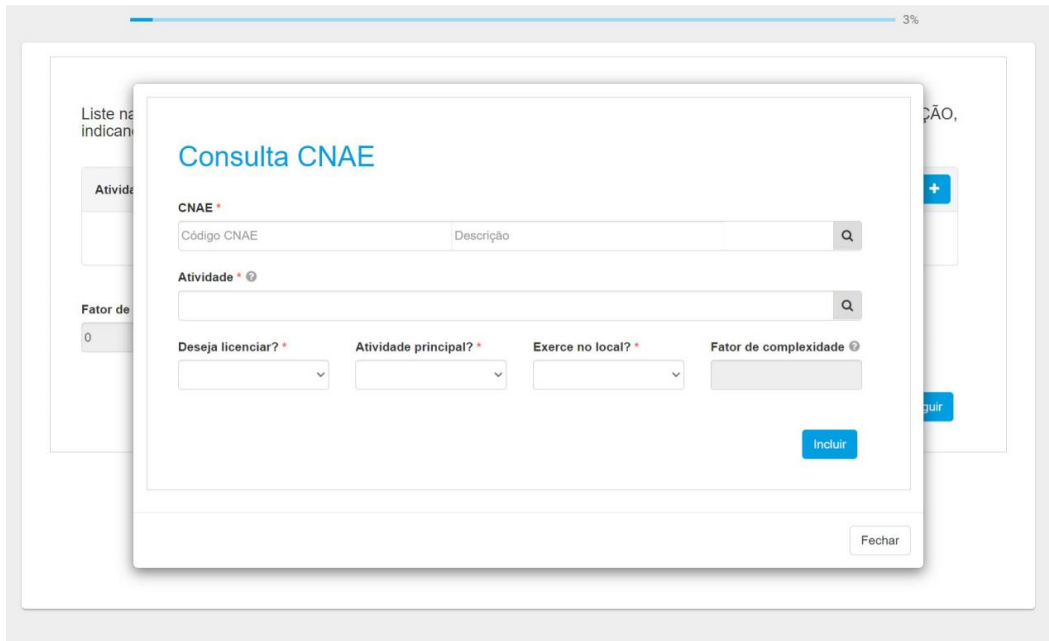 3%
Liste na
ÇÃO,
indican
Consulta CNAE
Ativida
+
CNAE *
Código CNAE Descrição
Atividade *
Fator de
0
Deseja licenciar? * Atividade principal? * Exerce no local? * Fator de complexidade
guir
Incluir
Fechar